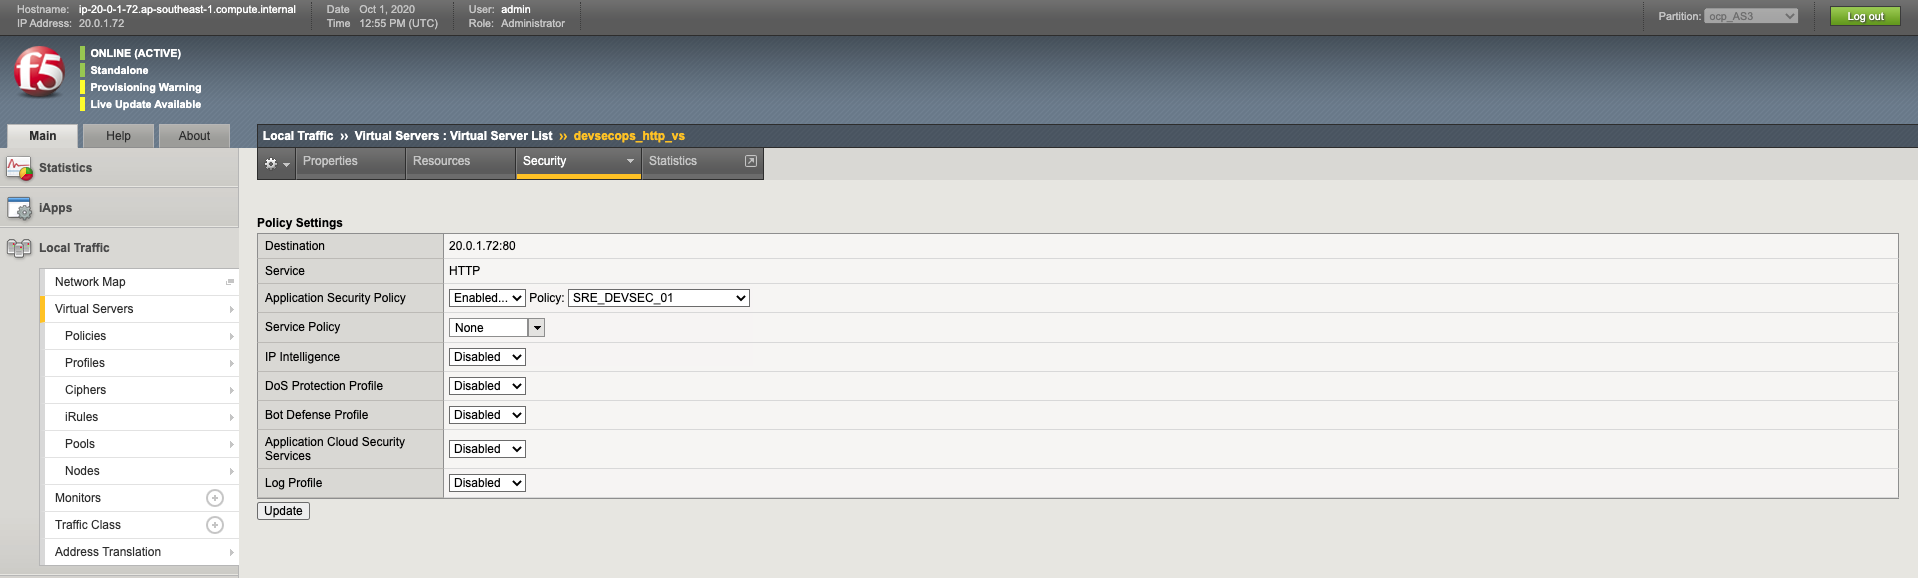 Hostname: ip-20-0-1-72.ap-southeast-1.compute.internal
IP Address: 20.0.1.72
Date Oct 1, 2020
Time 12:55 PM (UTC)
User: admin
Role: Administrator
Partition: ocp_AS3
Log out
f5
ONLINE (ACTIVE)
Standalone
Provisioning Warning
Live Update Available
Main Help About
Local Traffic ›› Virtual Servers : Virtual Server List ›› devsecops_http_vs
Properties Resources Security Statistics
Statistics
iApps
Local Traffic
Network Map
Virtual Servers
Policies
Profiles
Ciphers
iRules
Pools
Nodes
Monitors
Traffic Class
Address Translation
Policy Settings
Destination 20.0.1.72:80
Service HTTP
Application Security Policy Enabled... Policy: SRE_DEVSEC_01
Service Policy None
IP Intelligence Disabled
DoS Protection Profile Disabled
Bot Defense Profile Disabled
Application Cloud Security
Services Disabled
Log Profile Disabled
Update